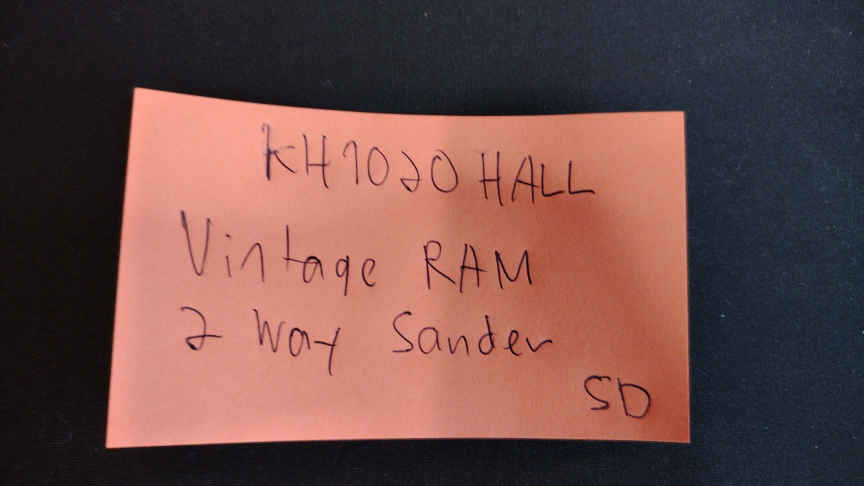 KH1020 HALL
Vintage RAM
2 Way Sander
SD